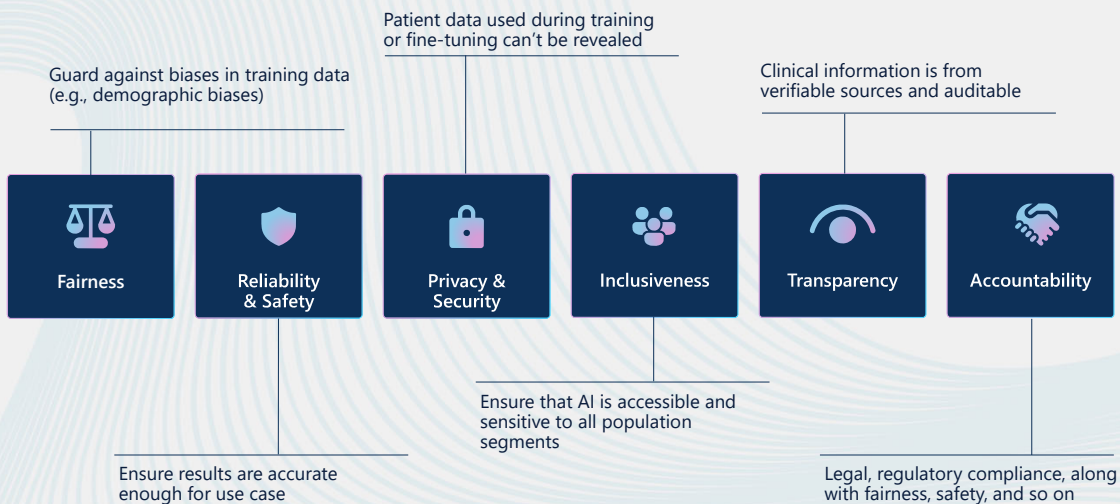 Patient data used during training
or fine-tuning can't be revealed
Guard against biases in training data
(e.g., demographic biases)
Clinical information is from
verifiable sources and auditable
Fairness
Reliability
& Safety
Privacy &
Security
Inclusiveness
Transparency
Accountability
Ensure that AI is accessible and
sensitive to all population
segments
Ensure results are accurate
enough for use case
Legal, regulatory compliance, along
with fairness, safety, and so on